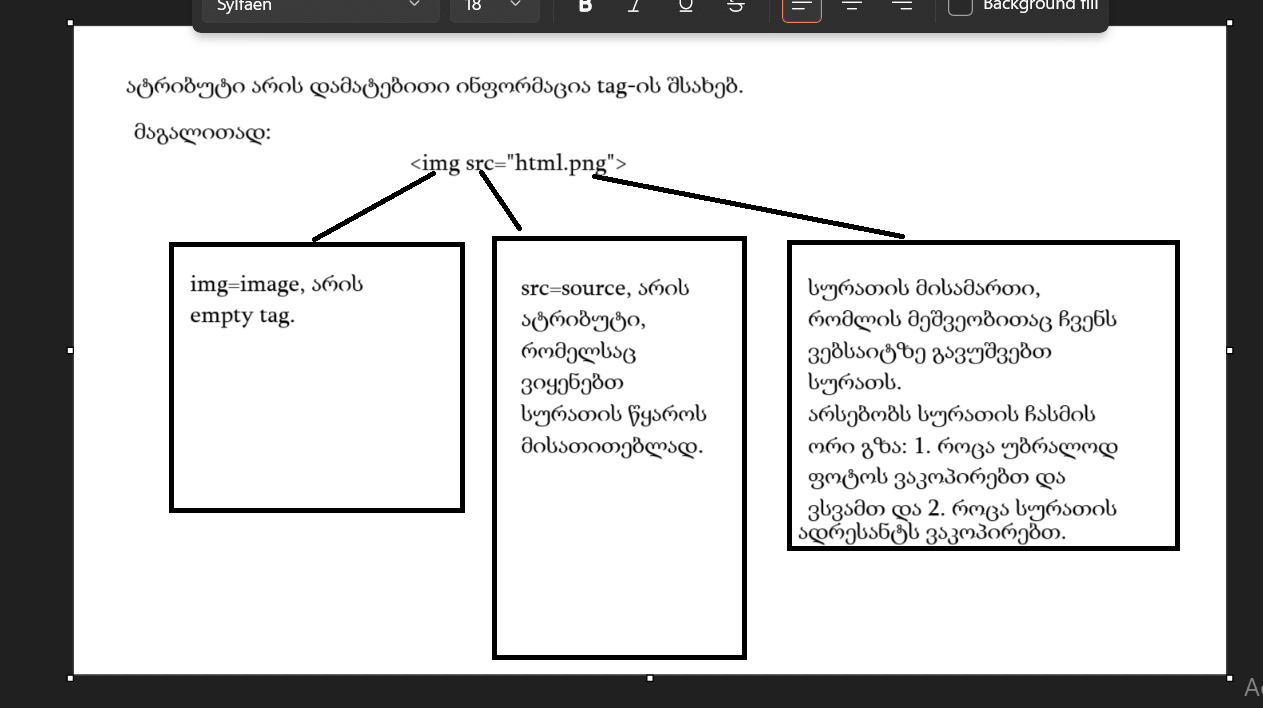 Sylfaen
18
B
I
U
S
Background fill
ატრიბუტი არის დამატებითი ინფორმაცია tag-ის შსახებ.
მაგალითად:
<img src="html.png">
img=image, არის
empty tag.
src=source, არის
ატრიბუტი,
რომელსაც
ვიყენებთ
სურათის წყაროს
მისათითებლად.
სურათის მისამართი,
რომლის მეშვეობითაც ჩვენს
ვებსაიტზე გავუშვებთ
სურათს.
არსებობს სურათის ჩასმის
ორი გზა: 1. როცა უბრალოდ
ფოტოს ვაკოპირებთ და
ვსვამთ და 2. როცა სურათის
ადრესანტს ვაკოპირებთ.